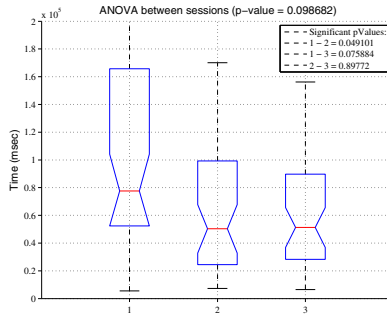 ANOVA between sessions (p-value = 0.098682)
x 10⁵
2
1.8
1.6
1.4
1.2
1
0.8
0.6
0.4
0.2
0
Time (msec)
Significant pValues:
1 − 2 = 0.049101
1 − 3 = 0.075884
2 − 3 = 0.89772
1 2 3